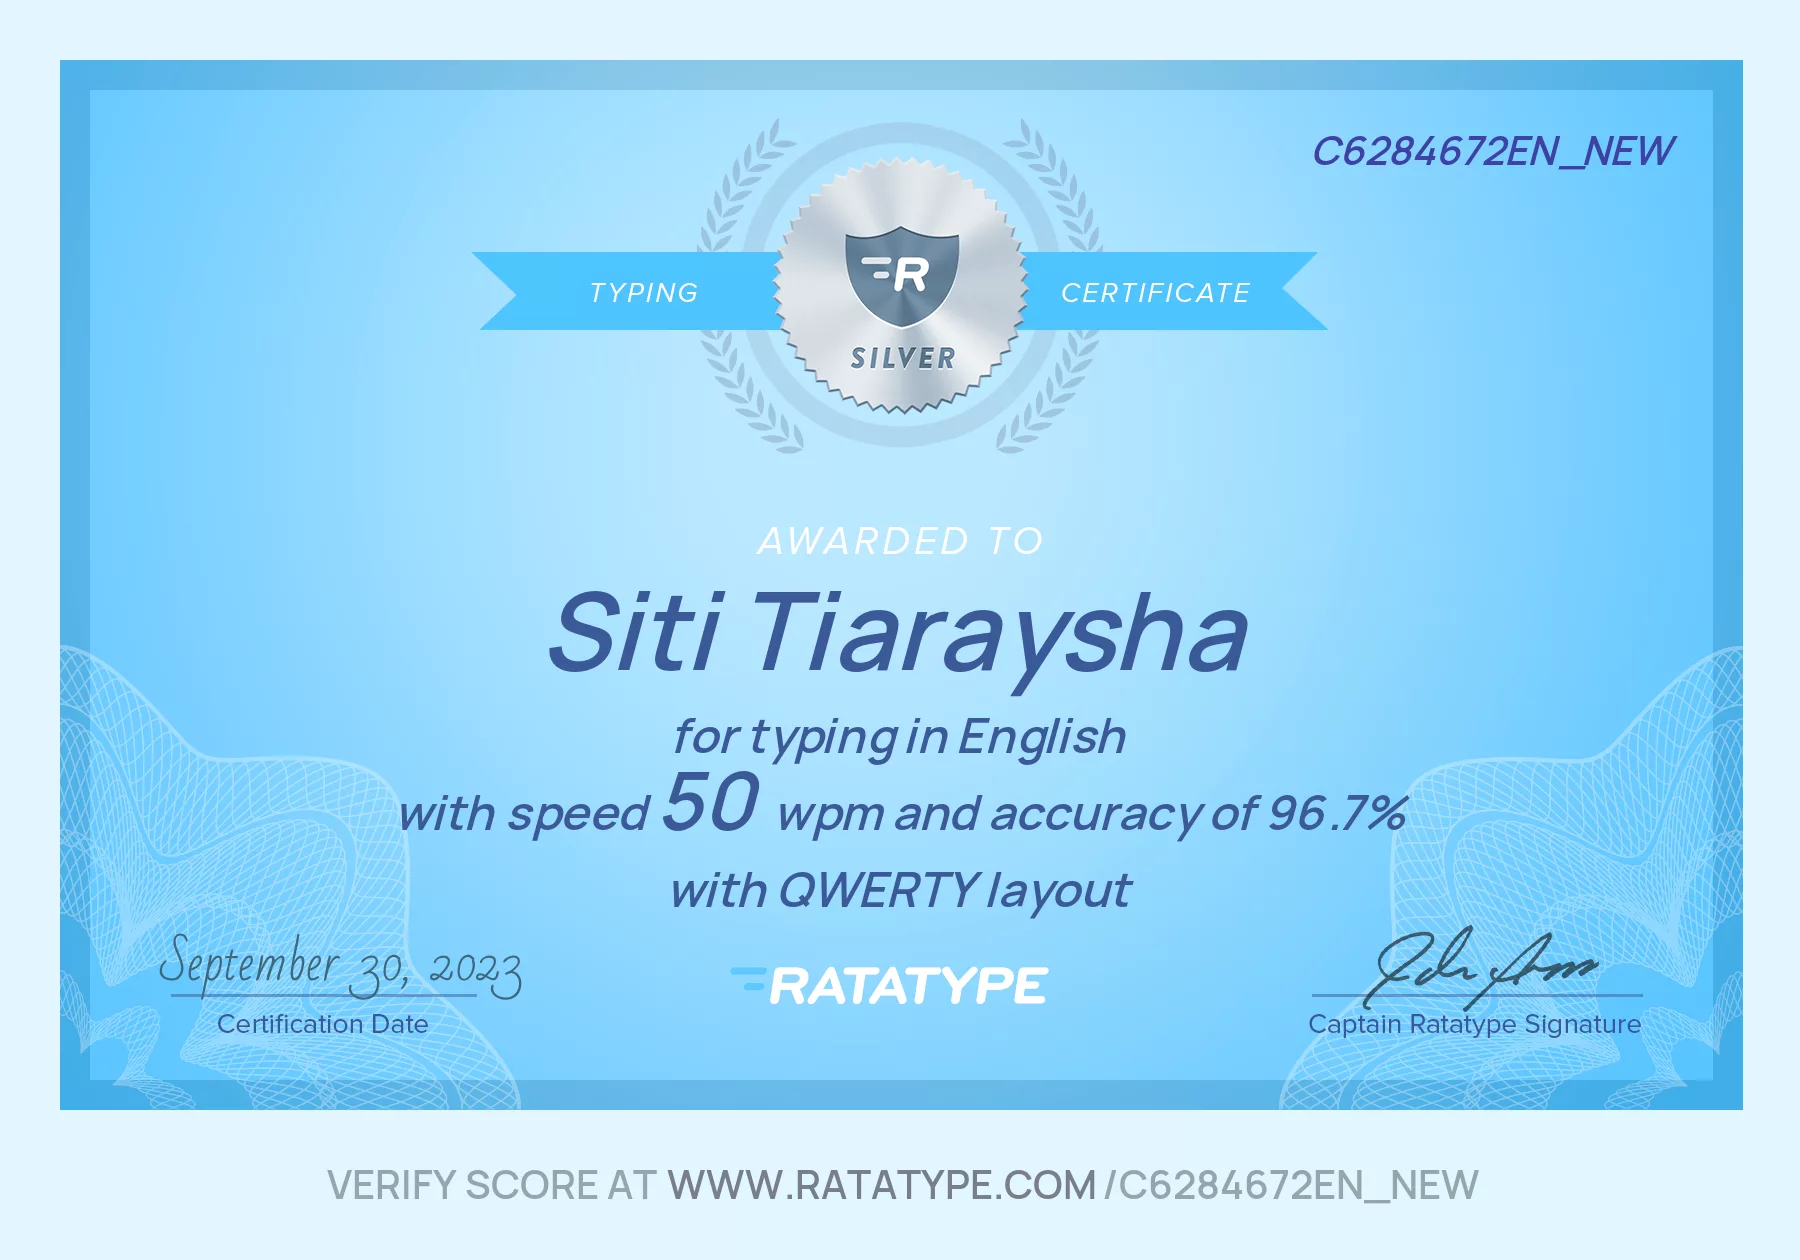 C6284672EN_NEW
TYPING
R
SILVER
CERTIFICATE
AWARDED TO
Siti Tiaraysha
for typing in English
with speed 50 wpm and accuracy of 96.7%
with QWERTY layout
September 30, 2023
Certification Date
RATATYPE
Captain Ratatype Signature
VERIFY SCORE AT WWW.RATATYPE.COM/C6284672EN_NEW